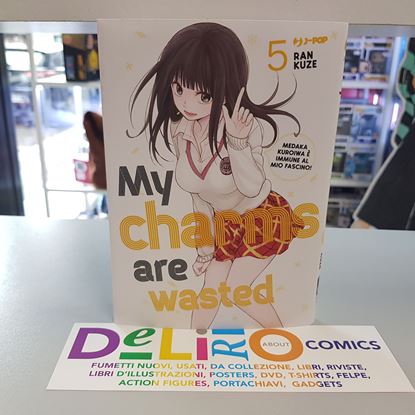 5
J-POP
RAN
KUZE
MEDAKA
KUROIWA È
IMMUNE AL
MIO FASCINO!
My
charms
are
wasted
DELIRIO
ABOUT
COMICS
FUMETTI NUOVI, USATI, DA COLLEZIONE, LIBRI, RIVISTE,
LIBRI D'ILLUSTRAZIONI, POSTERS, DVD, T-SHIRTS, FELPE,
ACTION FIGURES, PORTACHIAVI, GADGETS